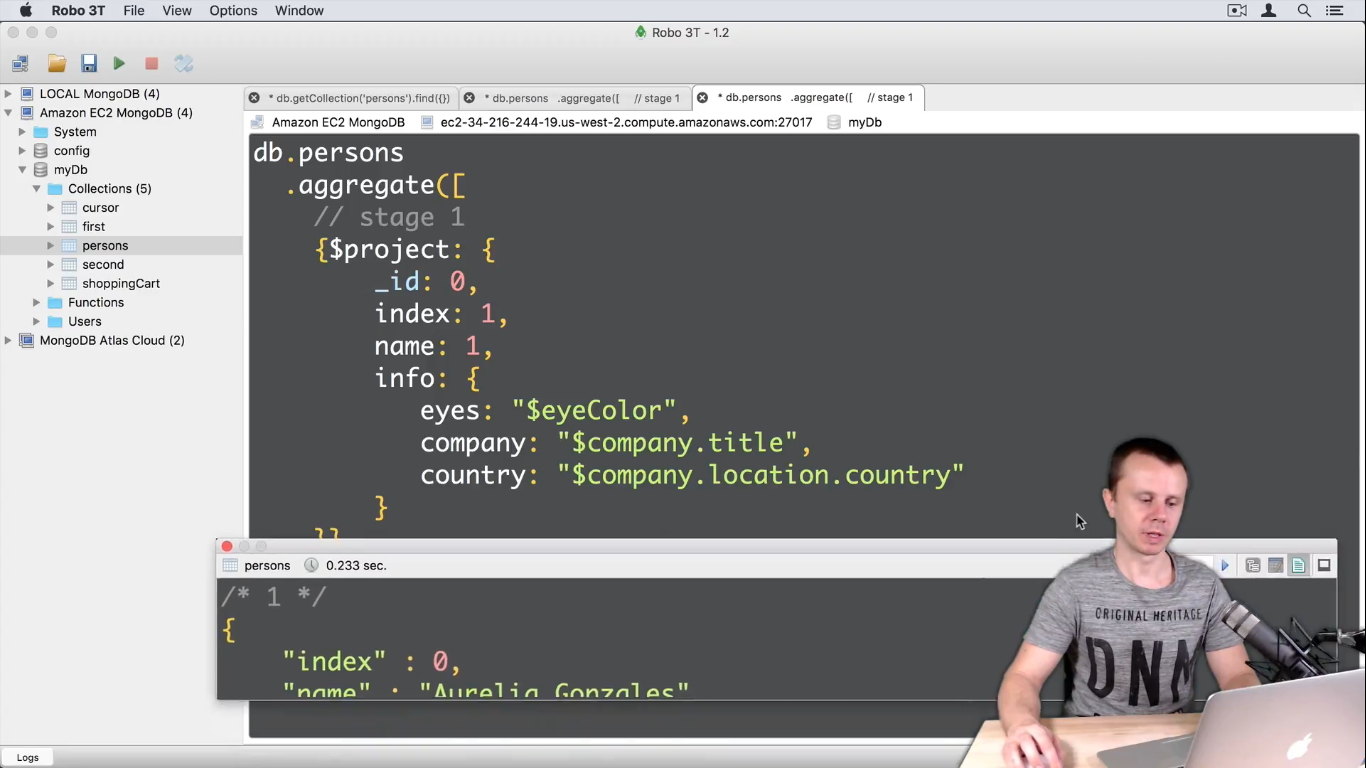 Robo 3T File View Options Window
Robo 3T - 1.2
LOCAL MongoDB (4)
Amazon EC2 MongoDB (4)
System
config
myDb
Collections (5)
cursor
first
persons
second
shoppingCart
Functions
Users
MongoDB Atlas Cloud (2)
* db.getCollection('persons').find({}) * db.persons .aggregate([ // stage 1 * db.persons .aggregate([ // stage 1
Amazon EC2 MongoDB ec2-34-216-244-19.us-west-2.compute.amazonaws.com:27017 myDb
db.persons
.aggregate([
// stage 1
{$project: {
_id: 0,
index: 1,
name: 1,
info: {
eyes: "$eyeColor",
company: "$company.title",
country: "$company.location.country"
}
}}
persons 0.233 sec.
/* 1 */
{
"index" : 0,
"name" : "Aurelia Gonzales"
ORIGINAL HERITAGE
DNM
Logs